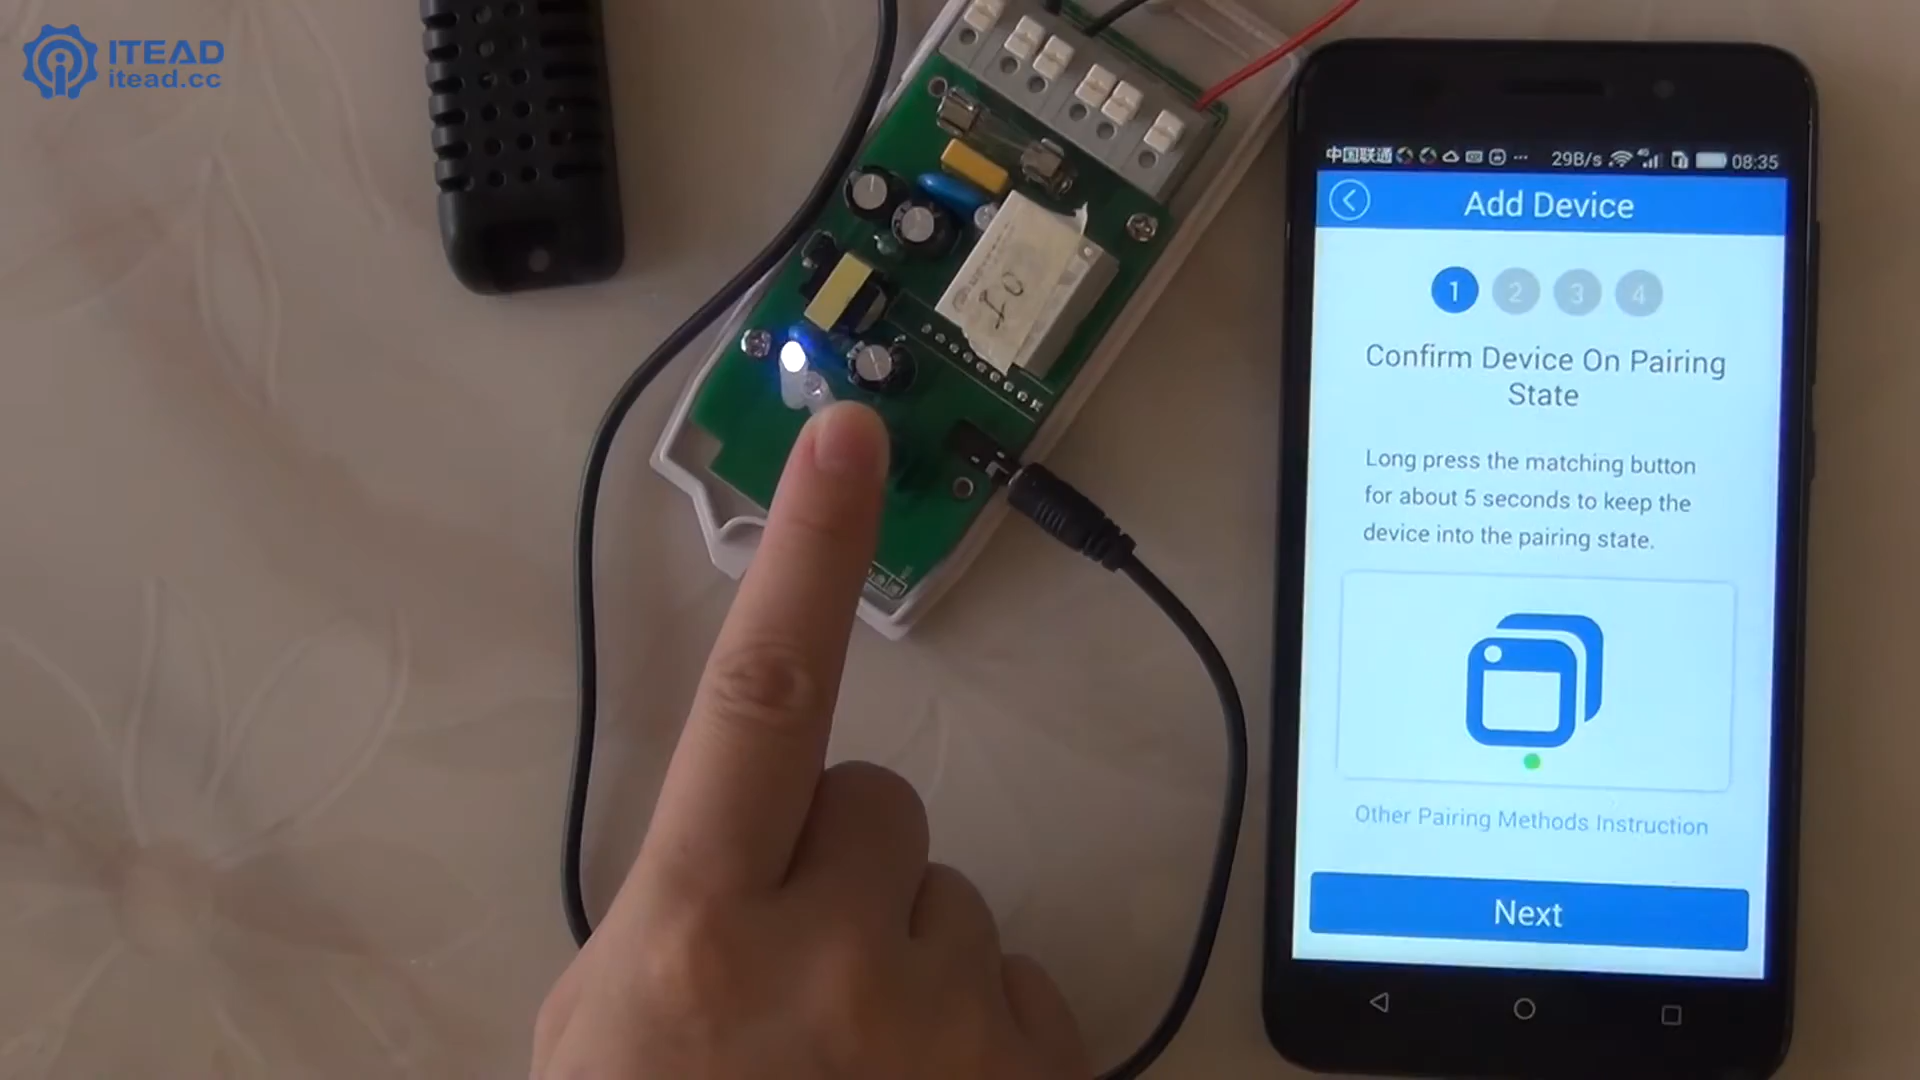 ITEAD
itead.cc
中国联通 ... 29B/s 4G 08:35
Add Device
1 2 3 4
Confirm Device On Pairing
State
Long press the matching button
for about 5 seconds to keep the
device into the pairing state.
Other Pairing Methods Instruction
Next